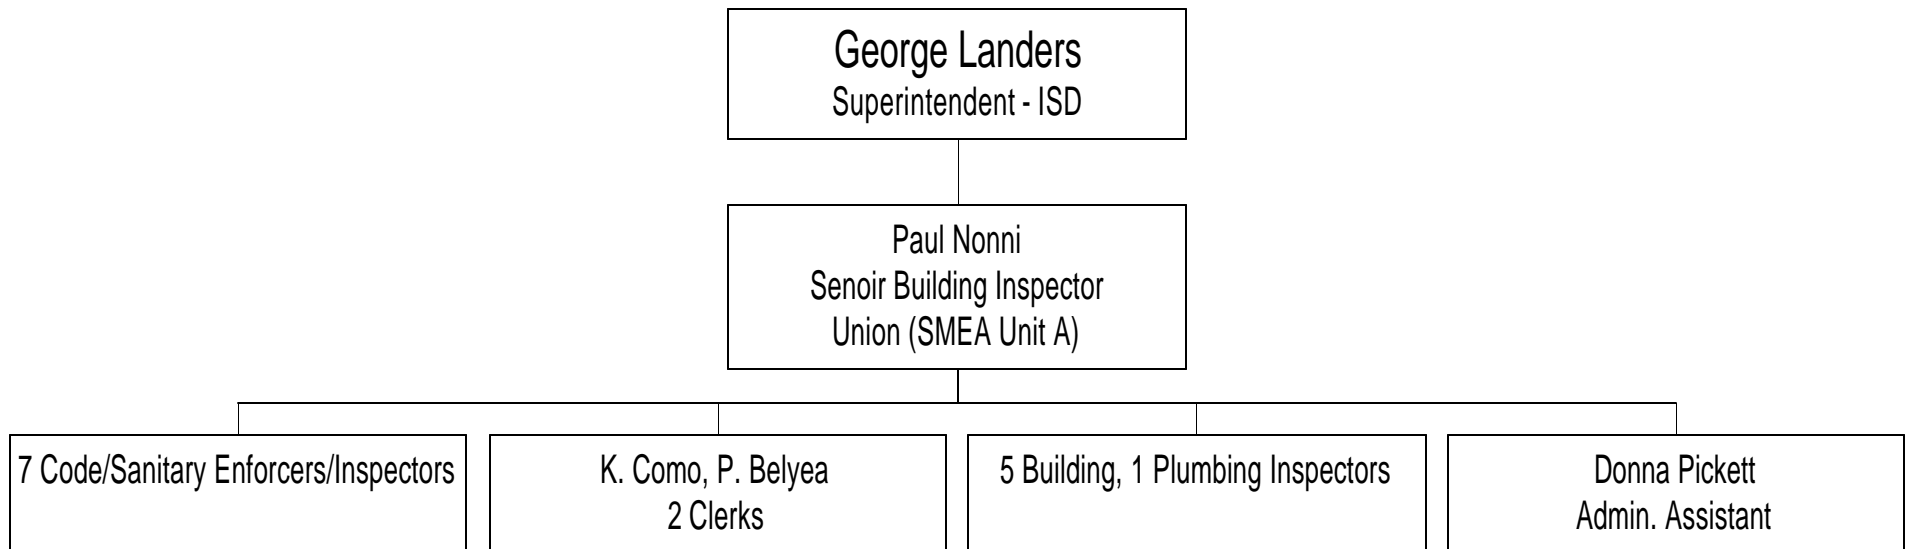 George Landers
Superintendent - ISD
Paul Nonni
Senoir Building Inspector
Union (SMEA Unit A)
7 Code/Sanitary Enforcers/Inspectors
K. Como, P. Belyea
2 Clerks
5 Building, 1 Plumbing Inspectors
Donna Pickett
Admin. Assistant